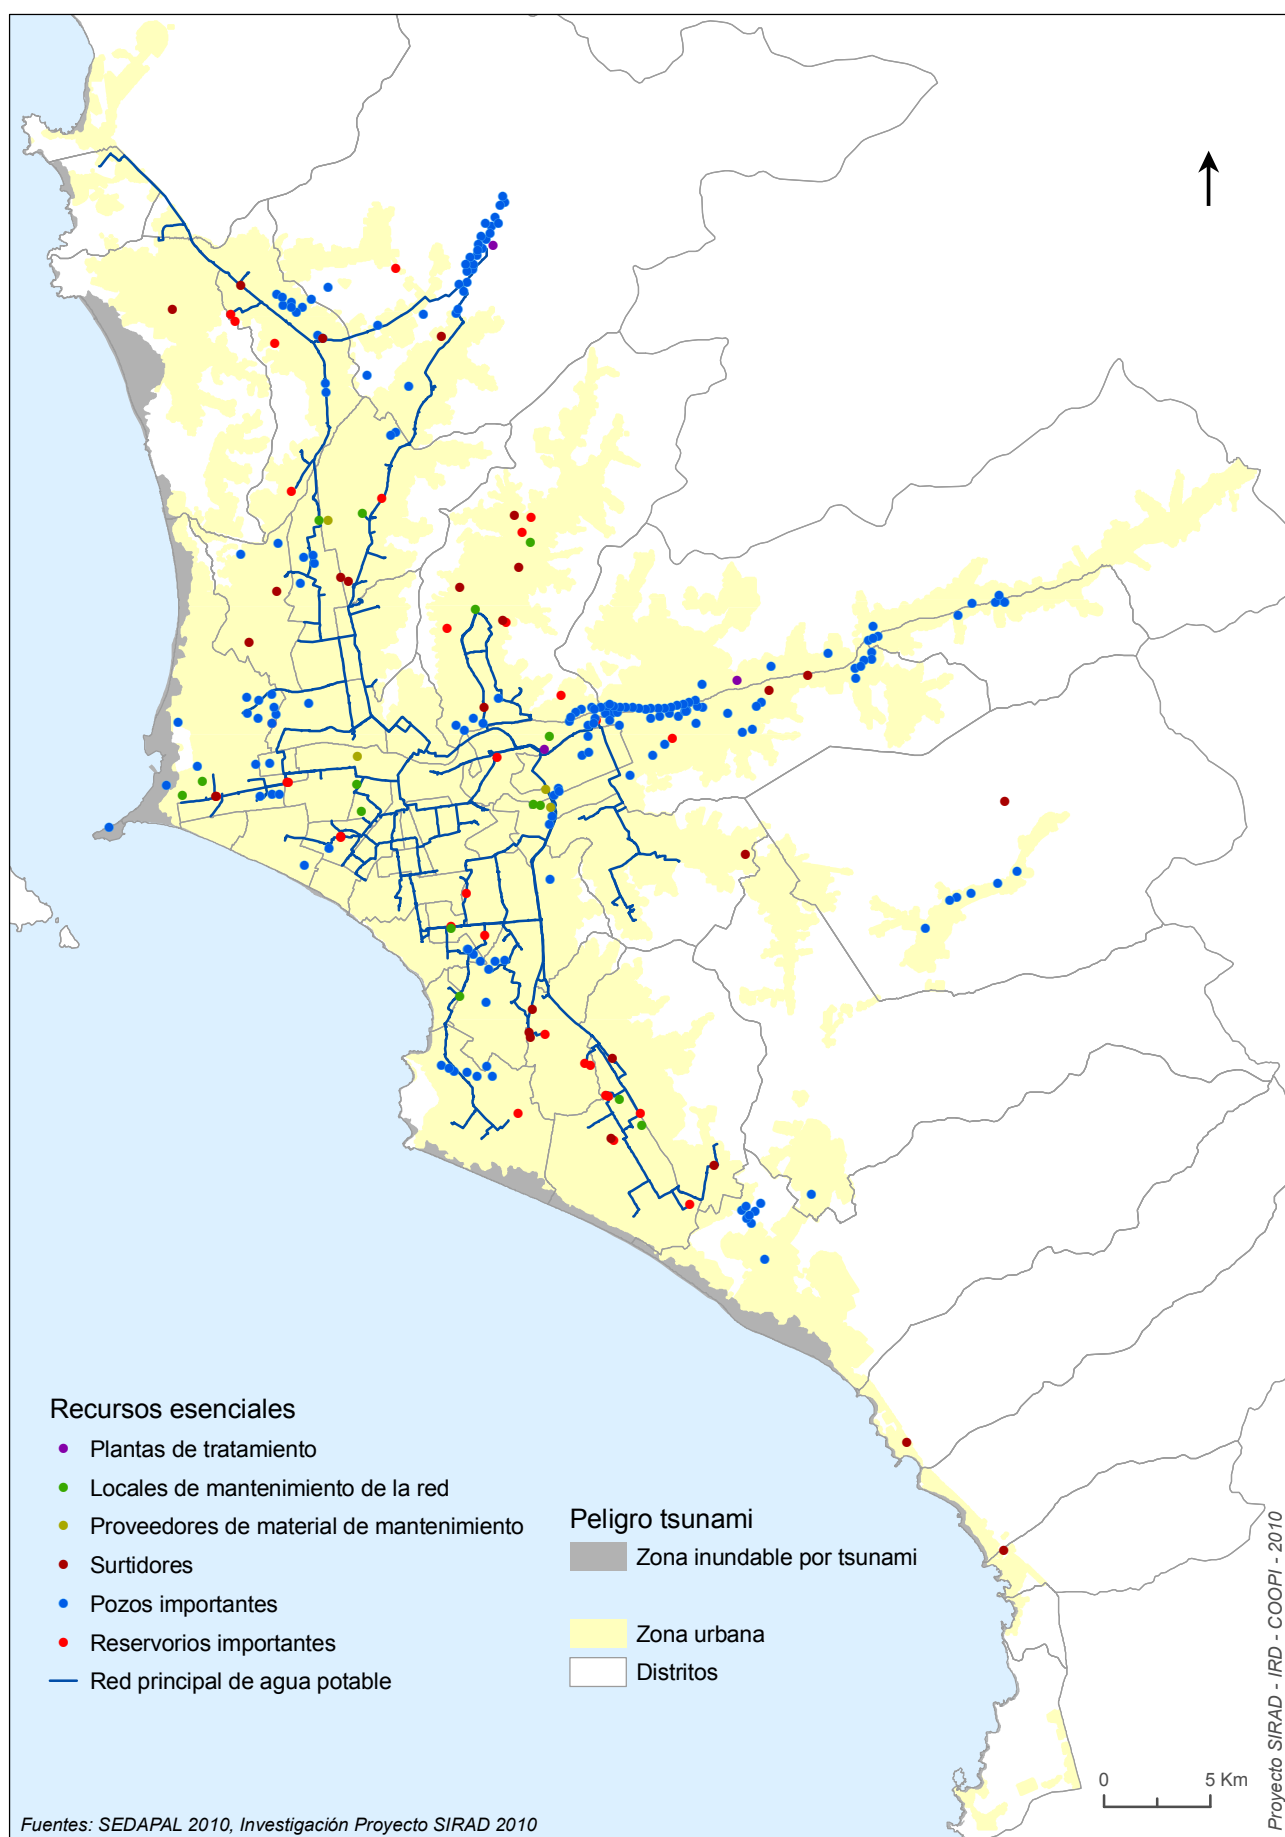 Recursos esenciales
Plantas de tratamiento
Locales de mantenimiento de la red
Proveedores de material de mantenimiento
Surtidores
Pozos importantes
Reservorios importantes
Red principal de agua potable
Peligro tsunami
Zona inundable por tsunami
Zona urbana
Distritos
0 5 Km
Proyecto SIRAD - IRD - COOPI - 2010
Fuentes: SEDAPAL 2010, Investigación Proyecto SIRAD 2010